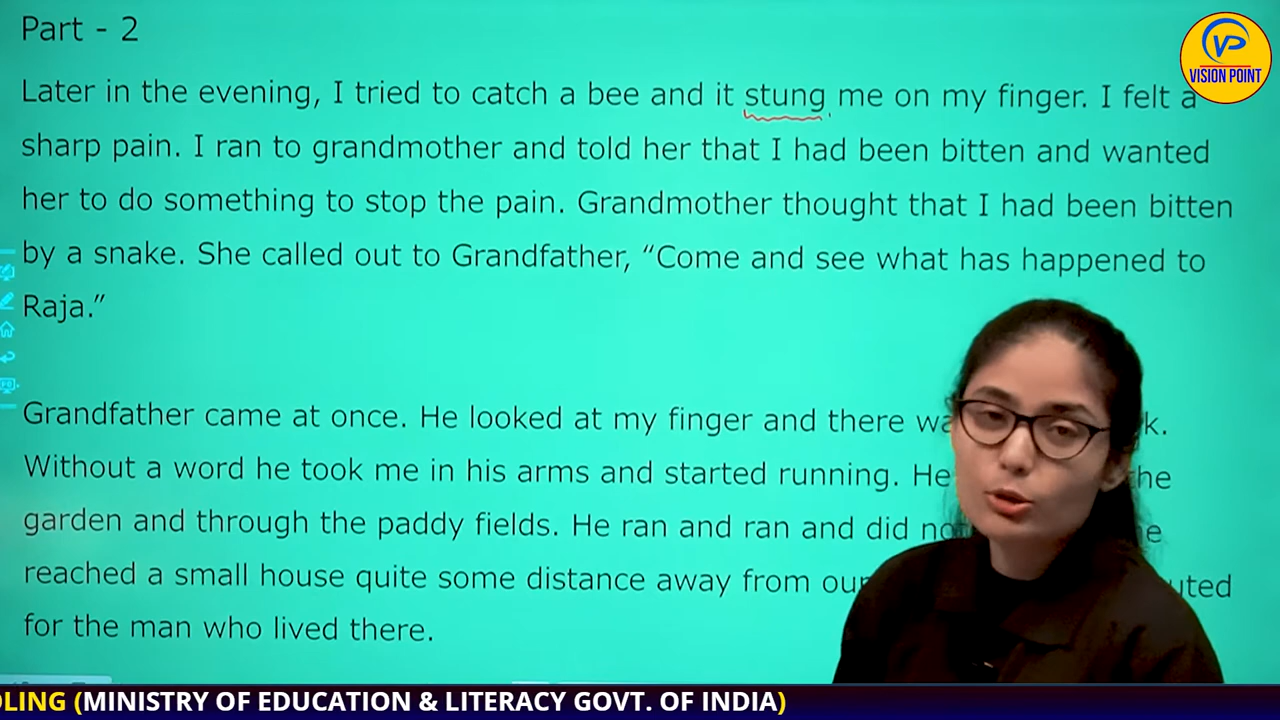 Part - 2
VP
VISION POINT
Later in the evening, I tried to catch a bee and it stung me on my finger. I felt a
sharp pain. I ran to grandmother and told her that I had been bitten and wanted
her to do something to stop the pain. Grandmother thought that I had been bitten
by a snake. She called out to Grandfather, “Come and see what has happened to
Raja.”
Grandfather came at once. He looked at my finger and there
Without a word he took me in his arms and started running. He
garden and through the paddy fields. He ran and ran and did
reached a small house quite some distance away from
for the man who lived there.
(MINISTRY OF EDUCATION & LITERACY GOVT. OF INDIA)